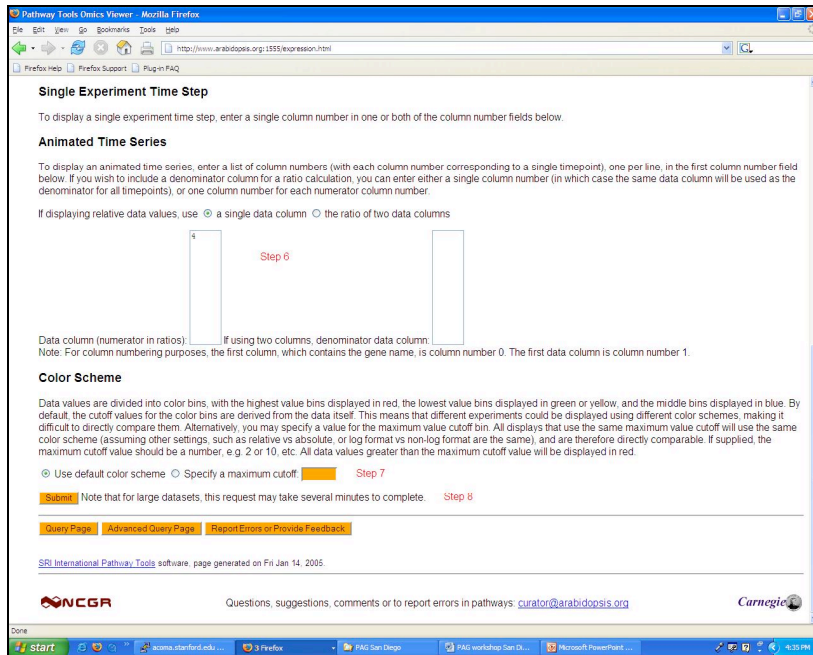 Pathway Tools Omics Viewer - Mozilla Firefox
File Edit View Go Bookmarks Tools Help
http://www.arabidopsis.org:1555/expression.html
Firefox Help Firefox Support Plug-in FAQ
Single Experiment Time Step
To display a single experiment time step, enter a single column number in one or both of the column number fields below.
Animated Time Series
To display an animated time series, enter a list of column numbers (with each column number corresponding to a single timepoint), one per line, in the first column number field
below. If you wish to include a denominator column for a ratio calculation, you can enter either a single column number (in which case the same data column will be used as the
denominator for all timepoints), or one column number for each numerator column number.
If displaying relative data values, use a single data column the ratio of two data columns
4
Step 6
Data column (numerator in ratios): If using two columns, denominator data column:
Note: For column numbering purposes, the first column, which contains the gene name, is column number 0. The first data column is column number 1.
Color Scheme
Data values are divided into color bins, with the highest value bins displayed in red, the lowest value bins displayed in green or yellow, and the middle bins displayed in blue. By
default, the cutoff values for the color bins are derived from the data itself. This means that different experiments could be displayed using different color schemes, making it
difficult to directly compare them. Alternatively, you may specify a value for the maximum value cutoff bin. All displays that use the same maximum value cutoff will use the same
color scheme (assuming other settings, such as relative vs absolute, or log format vs non-log format are the same), and are therefore directly comparable. If supplied, the
maximum cutoff value should be a number, e.g. 2 or 10, etc. All data values greater than the maximum cutoff value will be displayed in red.
Use default color scheme Specify a maximum cutoff: Step 7
Submit Note that for large datasets, this request may take several minutes to complete. Step 8
Query Page Advanced Query Page Report Errors or Provide Feedback
SRI International Pathway Tools software, page generated on Fri Jan 14, 2005.
NCGR Questions, suggestions, comments or to report errors in pathways: curator@arabidopsis.org Carnegie
Done
start acoma.stanford.edu ... 3 Firefox PAG San Diego PAG workshop San Di... Microsoft PowerPoint ... 4:35 PM